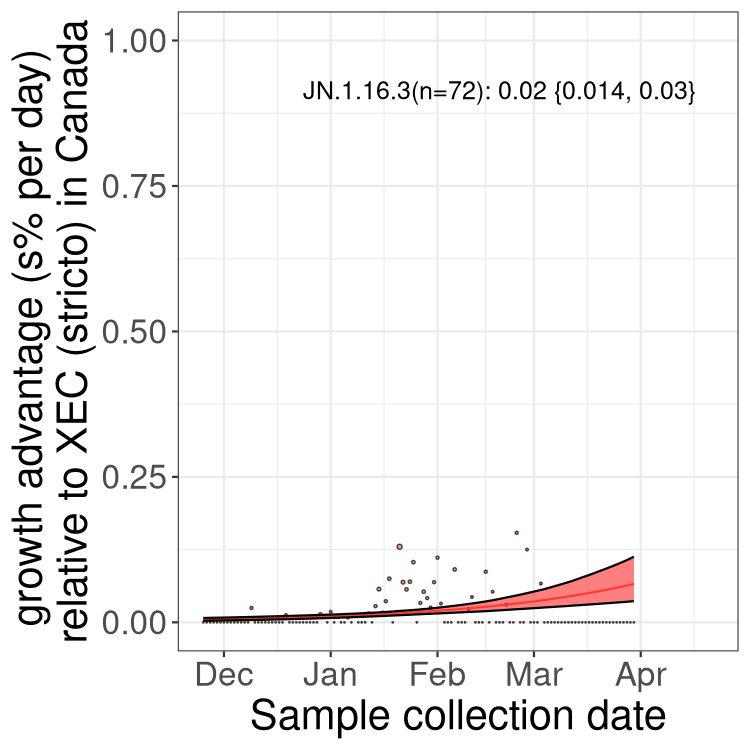 growth advantage (s% per day)
relative to XEC (stricto) in Canada
1.00
0.75
0.50
0.25
0.00
JN.1.16.3(n=72): 0.02 {0.014, 0.03}
Dec Jan Feb Mar Apr
Sample collection date